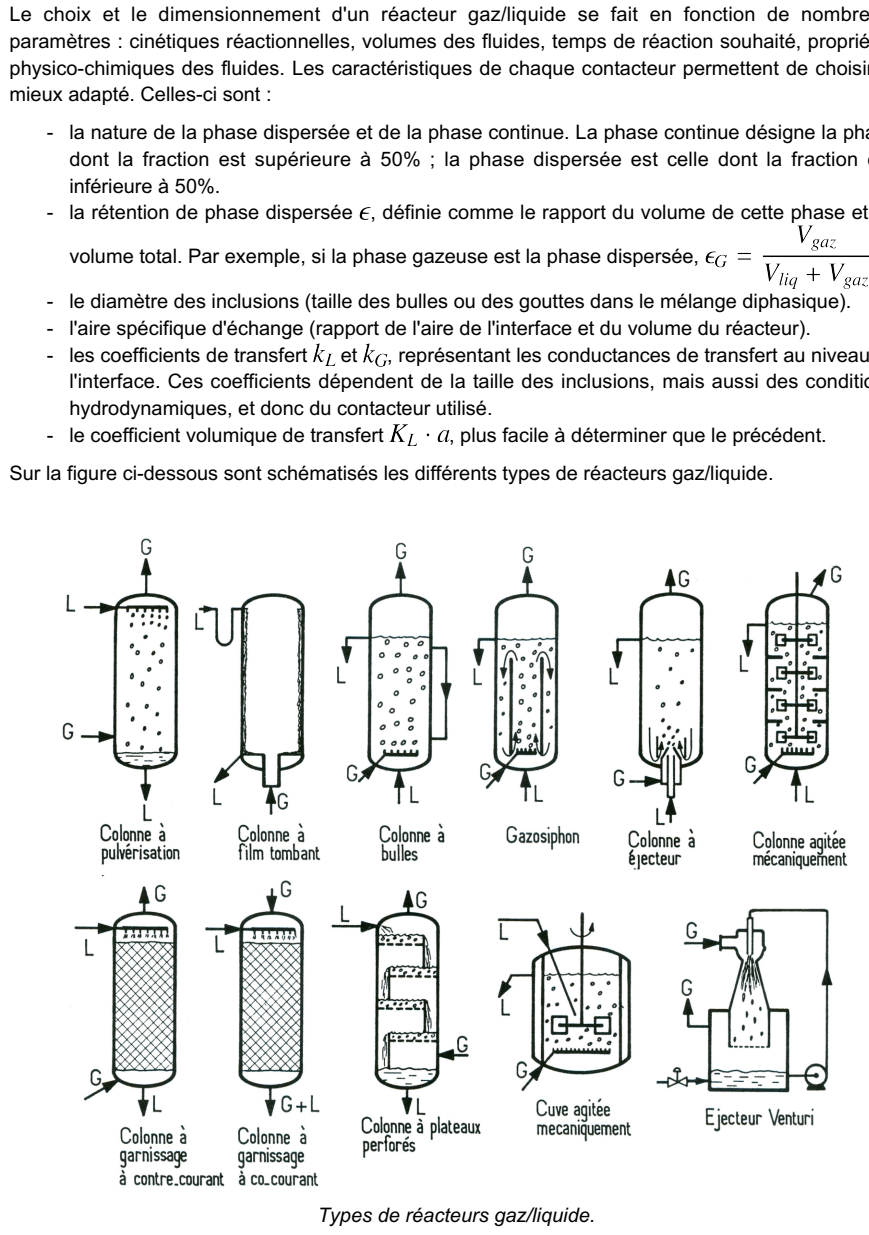 Le choix et le dimensionnement d'un réacteur gaz/liquide se fait en fonction de nombre
paramètres : cinétiques réactionnelles, volumes des fluides, temps de réaction souhaité, proprié
physico-chimiques des fluides. Les caractéristiques de chaque contacteur permettent de choisi
mieux adapté. Celles-ci sont :
- la nature de la phase dispersée et de la phase continue. La phase continue désigne la pha
dont la fraction est supérieure à 50% ; la phase dispersée est celle dont la fraction
inférieure à 50%.
- la rétention de phase dispersée ϵ, définie comme le rapport du volume de cette phase et
volume total. Par exemple, si la phase gazeuse est la phase dispersée, ϵ_G = V_gaz / (V_liq + V_gaz
- le diamètre des inclusions (taille des bulles ou des gouttes dans le mélange diphasique).
- l'aire spécifique d'échange (rapport de l'aire de l'interface et du volume du réacteur).
- les coefficients de transfert k_L et k_G, représentant les conductances de transfert au niveau
l'interface. Ces coefficients dépendent de la taille des inclusions, mais aussi des conditio
hydrodynamiques, et donc du contacteur utilisé.
- le coefficient volumique de transfert K_L · a, plus facile à déterminer que le précédent.
Sur la figure ci-dessous sont schématisés les différents types de réacteurs gaz/liquide.
G
L
G
L
Colonne à
pulvérisation
L
L
G
Colonne à
film tombant
G
L
G
L
Colonne à
bulles
G
L
G
L
Gazosiphon
G
L
G
L
Colonne à
éjecteur
G
L
G
L
Colonne agitée
mécaniquement
G
L
G
L
Colonne à
garnissage
à contre_courant
G
L
G+L
Colonne à
garnissage
à co_courant
G
L
G
L
Colonne à plateaux
perforés
L
L
G
Cuve agitée
mecaniquement
G
G
Ejecteur Venturi
Types de réacteurs gaz/liquide.